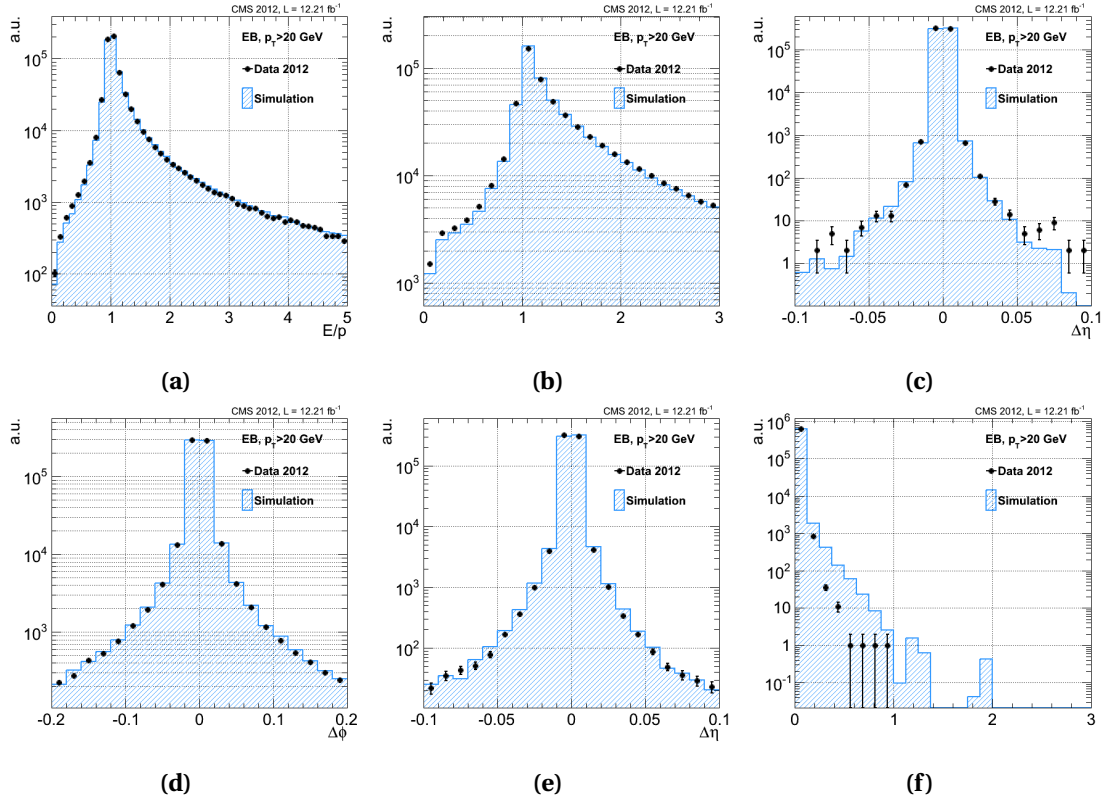 CMS 2012, L = 12.21 fb⁻¹
a.u.
EB, p_T>20 GeV
Data 2012
Simulation
10⁵
10⁴
10³
10²
0 1 2 3 4 5
E/p
(a)
CMS 2012, L = 12.21 fb⁻¹
a.u.
EB, p_T>20 GeV
Data 2012
Simulation
10⁵
10⁴
10³
0 1 2 3
(b)
CMS 2012, L = 12.21 fb⁻¹
a.u.
EB, p_T>20 GeV
Data 2012
Simulation
10⁵
10⁴
10³
10²
10
1
-0.1 -0.05 0 0.05 0.1
Δη
(c)
CMS 2012, L = 12.21 fb⁻¹
a.u.
EB, p_T>20 GeV
Data 2012
Simulation
10⁵
10⁴
10³
-0.2 -0.1 0 0.1 0.2
Δϕ
(d)
CMS 2012, L = 12.21 fb⁻¹
a.u.
EB, p_T>20 GeV
Data 2012
Simulation
10⁵
10⁴
10³
10²
-0.1 -0.05 0 0.05 0.1
Δη
(e)
CMS 2012, L = 12.21 fb⁻¹
a.u.
EB, p_T>20 GeV
Data 2012
Simulation
10⁶
10⁵
10⁴
10³
10²
10
1
10⁻¹
0 1 2 3
(f)